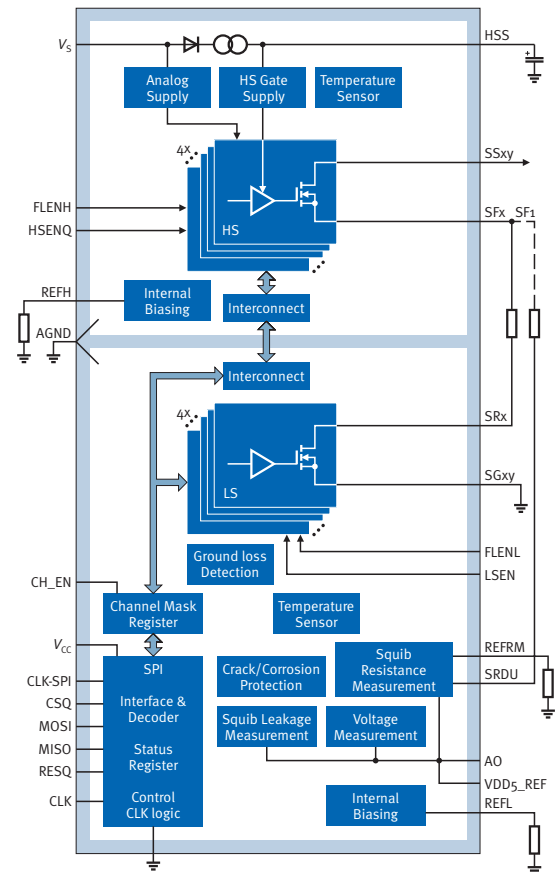 VS
HSS
+
Analog
Supply
HS Gate
Supply
Temperature
Sensor
4x
SSxy
FLENH
HSENQ
HS
SFx
SF1
REFH
Internal
Biasing
Interconnect
AGND
Interconnect
4x
SRx
LS
SGxy
Ground loss
Detection
FLENL
LSEN
CH_EN
Channel Mask
Register
Temperature
Sensor
VCC
SPI
Interface &
Decoder
Status
Register
Control
CLK logic
CLK-SPI
CSQ
MOSI
MISO
RESQ
CLK
Crack/Corrosion
Protection
Squib
Resistance
Measurement
REFRM
SRDU
Squib Leakage
Measurement
Voltage
Measurement
AO
VDD5_REF
Internal
Biasing
REFL